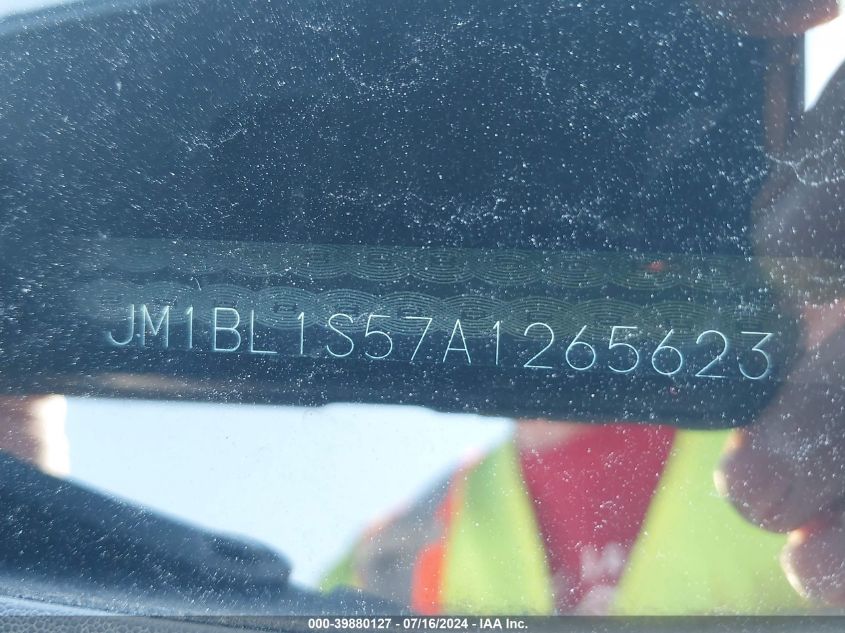 JM1BL1S57A1265623
000-39880127 - 07/16/2024 - IAA Inc.